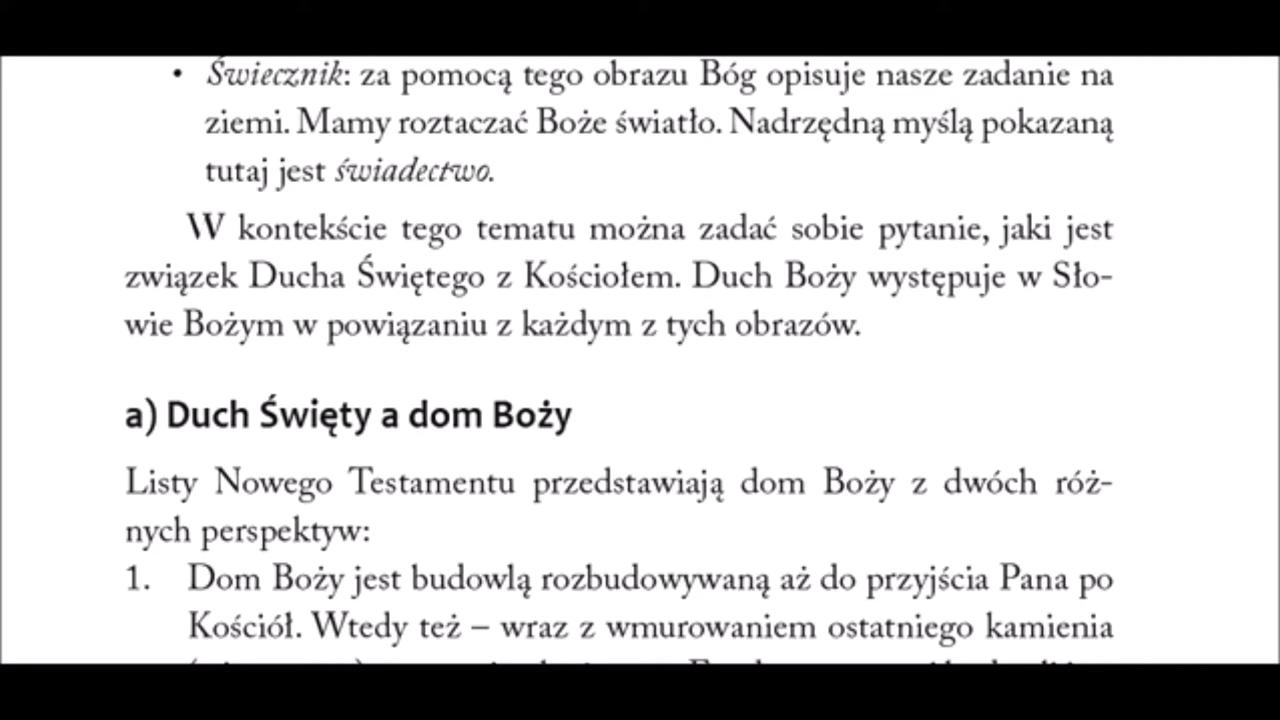 • Świecznik: za pomocą tego obrazu Bóg opisuje nasze zadanie na
ziemi. Mamy roztaczać Boże światło. Nadrzędną myślą pokazaną
tutaj jest świadectwo.
W kontekście tego tematu można zadać sobie pytanie, jaki jest
związek Ducha Świętego z Kościołem. Duch Boży występuje w Sło-
wie Bożym w powiązaniu z każdym z tych obrazów.
a) Duch Święty a dom Boży
Listy Nowego Testamentu przedstawiają dom Boży z dwóch róż-
nych perspektyw:
1. Dom Boży jest budowlą rozbudowywaną aż do przyjścia Pana po
Kościół. Wtedy też – wraz z wmurowaniem ostatniego kamienia